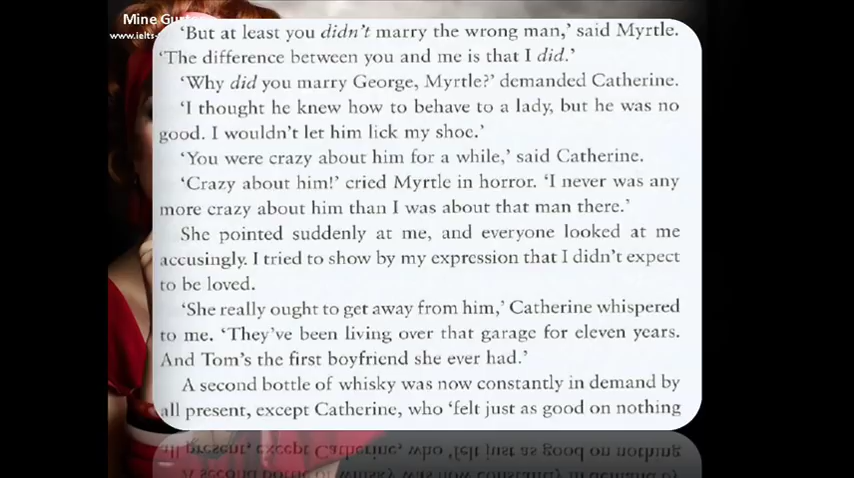 Mine Gur
www.ielts-
‘But at least you didn’t marry the wrong man,’ said Myrtle.
‘The difference between you and me is that I did.’
‘Why did you marry George, Myrtle?’ demanded Catherine.
‘I thought he knew how to behave to a lady, but he was no
good. I wouldn’t let him lick my shoe.’
‘You were crazy about him for a while,’ said Catherine.
‘Crazy about him!’ cried Myrtle in horror. ‘I never was any
more crazy about him than I was about that man there.’
She pointed suddenly at me, and everyone looked at me
accusingly. I tried to show by my expression that I didn’t expect
to be loved.
‘She really ought to get away from him,’ Catherine whispered
to me. ‘They’ve been living over that garage for eleven years.
And Tom’s the first boyfriend she ever had.’
A second bottle of whisky was now constantly in demand by
all present, except Catherine, who ‘felt just as good on nothing